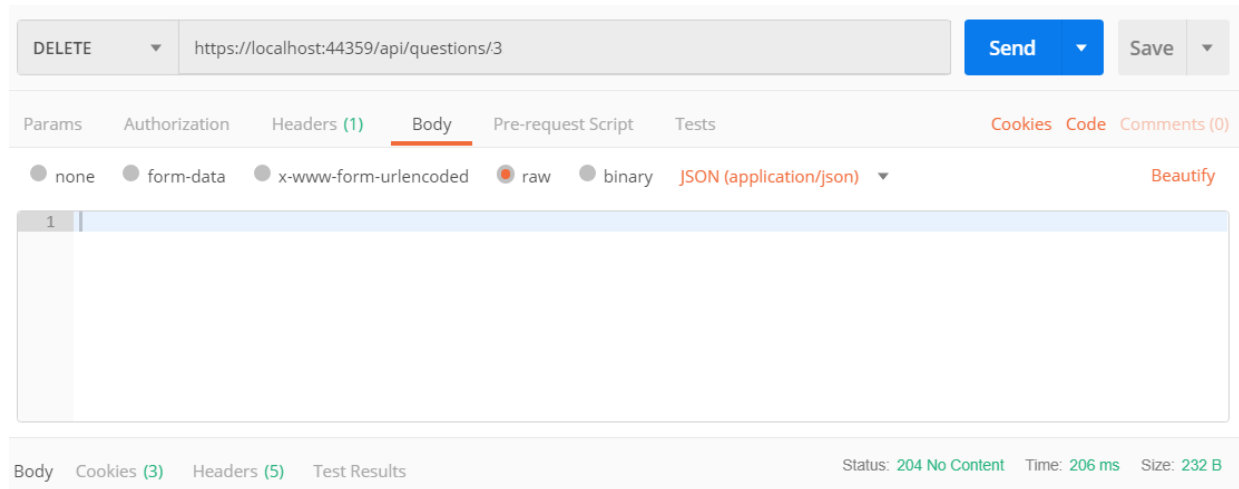 DELETE https://localhost:44359/api/questions/3 Send Save
Params Authorization Headers (1) Body Pre-request Script Tests Cookies Code Comments (0)
none form-data x-www-form-urlencoded raw binary JSON (application/json) Beautify
1
Body Cookies (3) Headers (5) Test Results Status: 204 No Content Time: 206 ms Size: 232 B